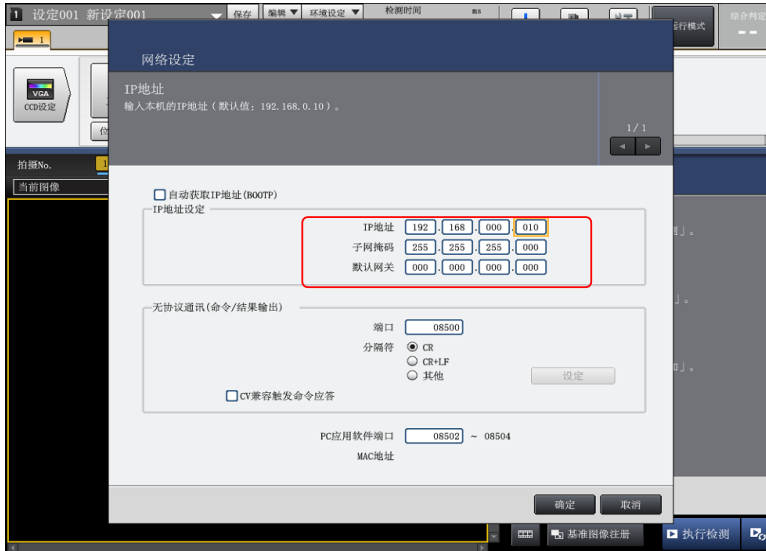 1 设定001 新设定001
保存
编辑 ▼
环境设定 ▼
检测时间
ms
运行模式
综合判定
--
1
网络设定
VGA
CCD设定
IP地址
输入本机的IP地址(默认值:192.168.0.10)。
1/1
位
拍摄No.
1
当前图像
自动获取IP地址(BOOTP)
IP地址设定
IP地址 192.168.000.010
子网掩码 255.255.255.000
默认网关 000.000.000.000
无协议通讯(命令/结果输出)
端口 08500
分隔符 CR
CR+LF
其他
设定
CV兼容触发命令应答
PC应用软件端口 08502 ~ 08504
MAC地址
确定
取消
基准图像注册
执行检测